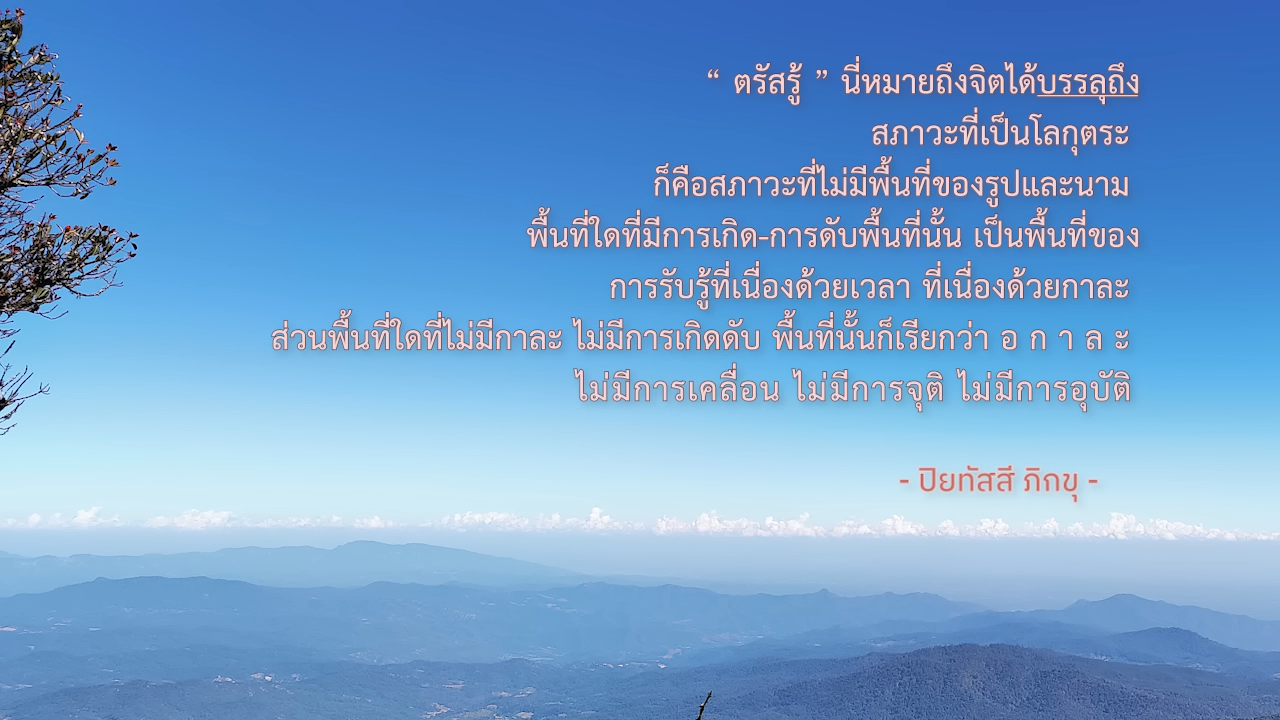 “ ตรัสรู้ ” นี่หมายถึงจิตได้บรรลุถึง
สภาวะที่เป็นโลกุตระ
ก็คือสภาวะที่ไม่มีพื้นที่ของรูปและนาม
พื้นที่ใดที่มีการเกิด-การดับพื้นที่นั้น เป็นพื้นที่ของ
การรับรู้ที่เนื่องด้วยเวลา ที่เนื่องด้วยกาละ
ส่วนพื้นที่ใดที่ไม่มีกาละ ไม่มีการเกิดดับ พื้นที่นั้นก็เรียกว่า อ ก า ล ะ
ไม่มีการเคลื่อน ไม่มีการจุติ ไม่มีการอุบัติ
- ปิยทัสสี ภิกขุ -